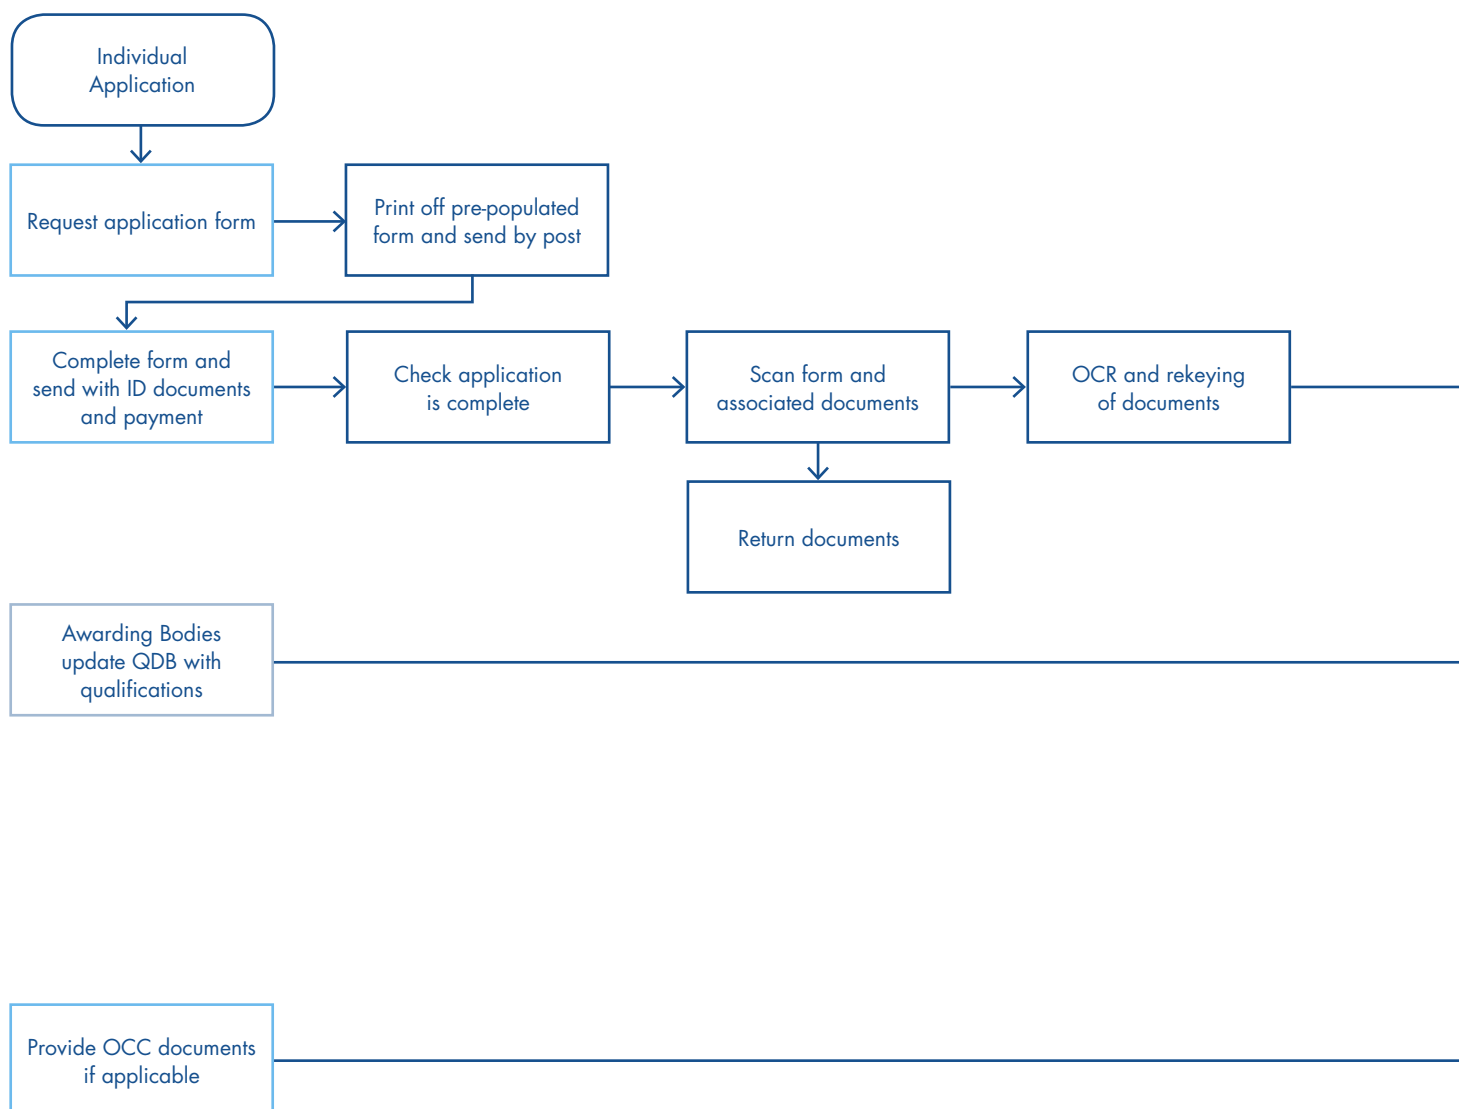 Individual
Application
Request application form
Print off pre-populated
form and send by post
Complete form and
send with ID documents
and payment
Check application
is complete
Scan form and
associated documents
OCR and rekeying
of documents
Return documents
Awarding Bodies
update QDB with
qualifications
Provide OCC documents
if applicable